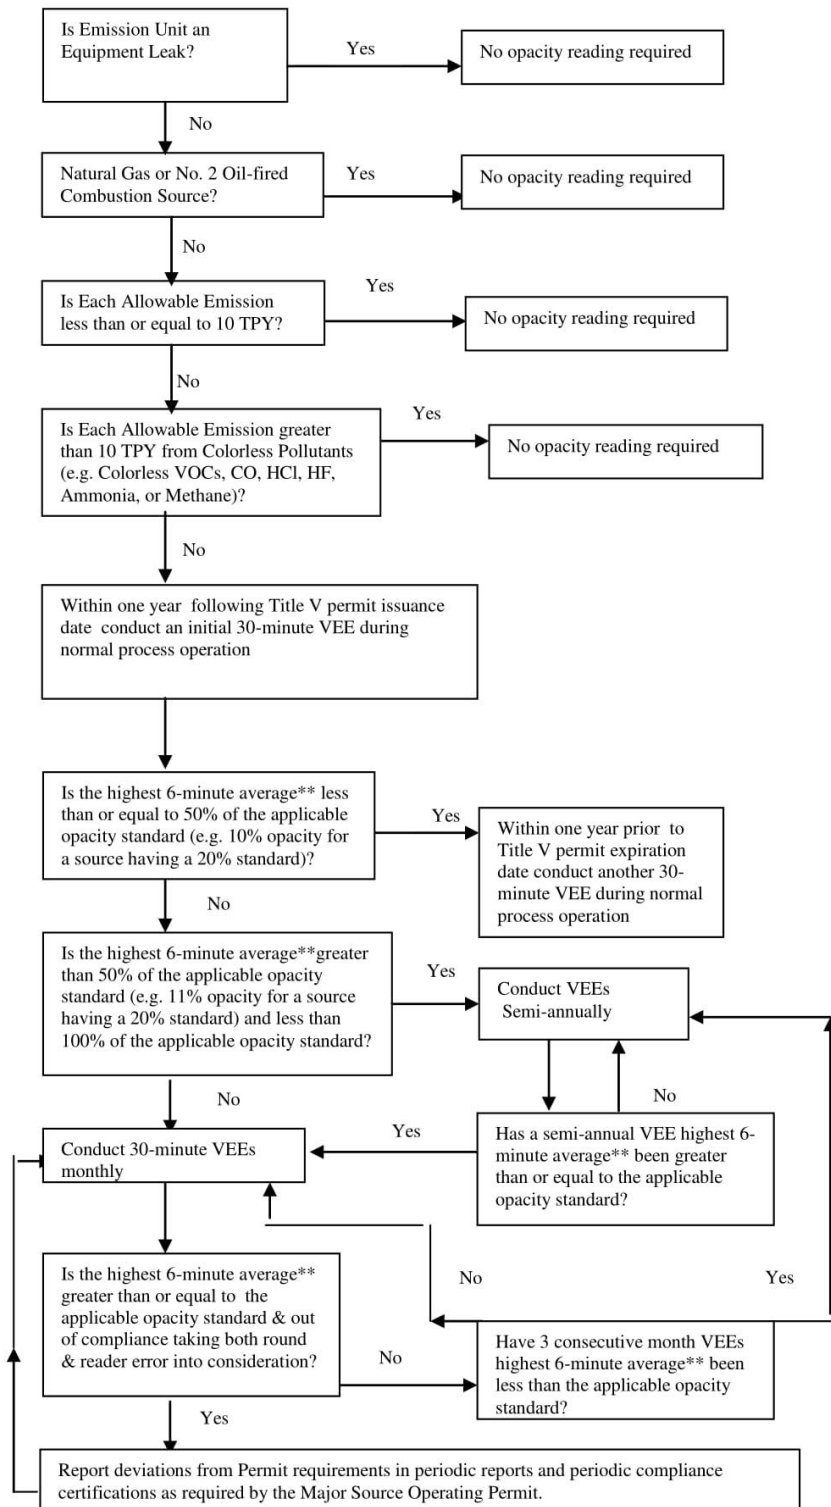 Is Emission Unit an
Equipment Leak?
Yes
No opacity reading required
No
Natural Gas or No. 2 Oil-fired
Combustion Source?
Yes
No opacity reading required
No
Is Each Allowable Emission
less than or equal to 10 TPY?
Yes
No opacity reading required
No
Is Each Allowable Emission greater
than 10 TPY from Colorless Pollutants
(e.g. Colorless VOCs, CO, HCl, HF,
Ammonia, or Methane)?
Yes
No opacity reading required
No
Within one year following Title V permit issuance
date conduct an initial 30-minute VEE during
normal process operation
Is the highest 6-minute average** less
than or equal to 50% of the applicable
opacity standard (e.g. 10% opacity for
a source having a 20% standard)?
Yes
Within one year prior to
Title V permit expiration
date conduct another 30-
minute VEE during normal
process operation
No
Is the highest 6-minute average**greater
than 50% of the applicable opacity
standard (e.g. 11% opacity for a source
having a 20% standard) and less than
100% of the applicable opacity standard?
Yes
Conduct VEEs
Semi-annually
No
No
Conduct 30-minute VEEs
monthly
Yes
Has a semi-annual VEE highest 6-
minute average** been greater
than or equal to the applicable
opacity standard?
Is the highest 6-minute average**
greater than or equal to the
applicable opacity standard & out
of compliance taking both round
& reader error into consideration?
No
No
Yes
Have 3 consecutive month VEEs
highest 6-minute average** been
less than the applicable opacity
standard?
Yes
Report deviations from Permit requirements in periodic reports and periodic compliance
certifications as required by the Major Source Operating Permit.